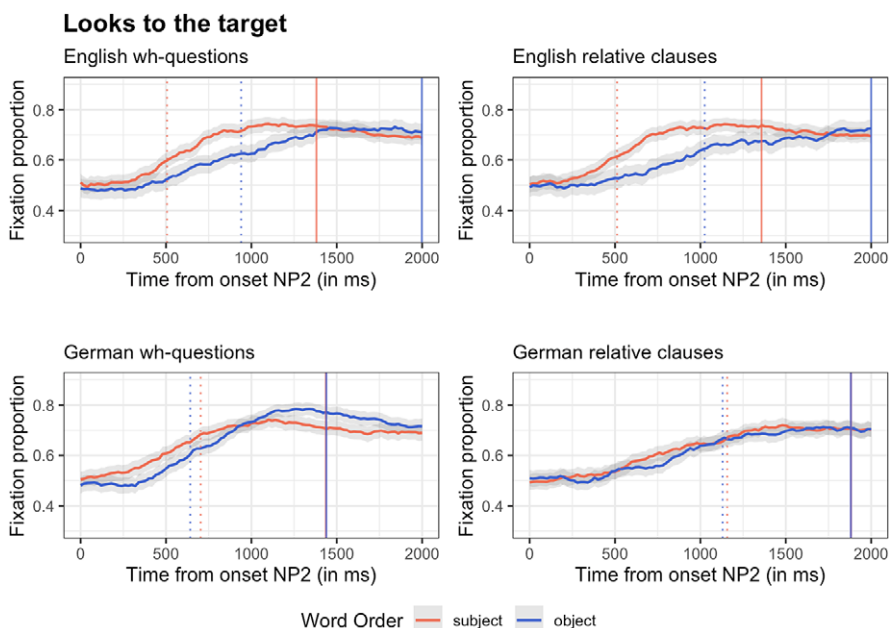 Looks to the target
English wh-questions
Fixation proportion
0.8
0.6
0.4
0 500 1000 1500 2000
Time from onset NP2 (in ms)
English relative clauses
Fixation proportion
0.8
0.6
0.4
0 500 1000 1500 2000
Time from onset NP2 (in ms)
German wh-questions
Fixation proportion
0.8
0.6
0.4
0 500 1000 1500 2000
Time from onset NP2 (in ms)
German relative clauses
Fixation proportion
0.8
0.6
0.4
0 500 1000 1500 2000
Time from onset NP2 (in ms)
Word Order subject object